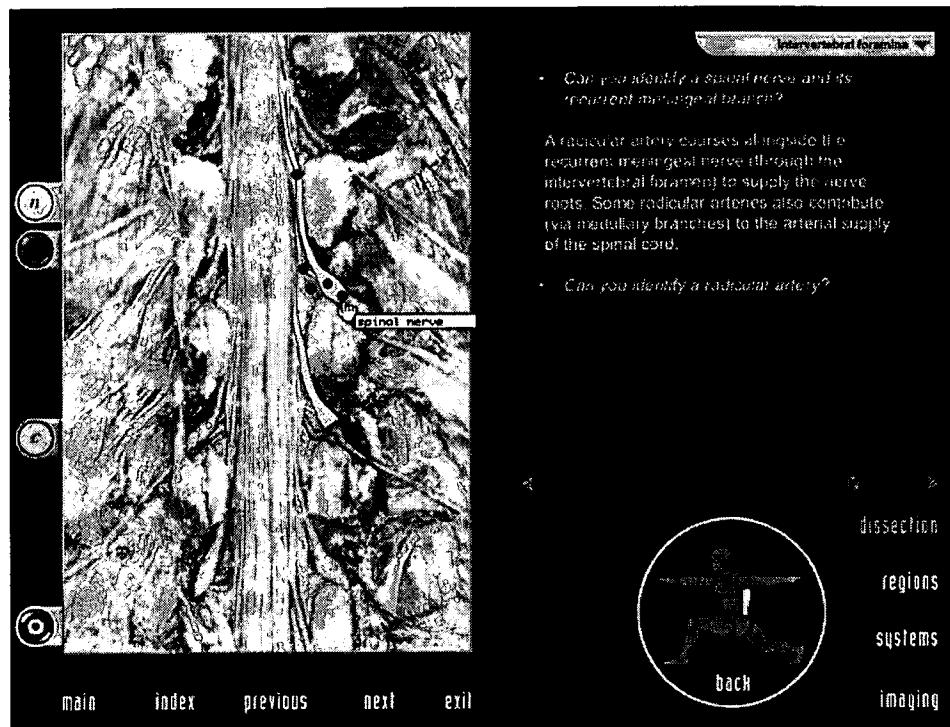 Intervertebral foramina
• Can you identify a spinal nerve and its
recurrent meningeal branch?
A radicular artery courses alongside the
recurrent meningeal nerve (through the
intervertebral foramen) to supply the nerve
roots. Some radicular arteries also contribute
(via medullary branches) to the arterial supply
of the spinal cord.
• Can you identify a radicular artery?
n
spinal nerve
c
dissection
regions
systems
imaging
back
main index previous next exit